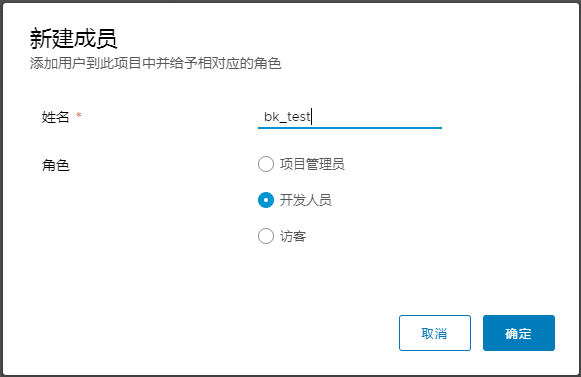 新建成员
添加用户到此项目中并给予相对应的角色
姓名 * bk_test
角色 项目管理员
开发人员
访客
取消 确定